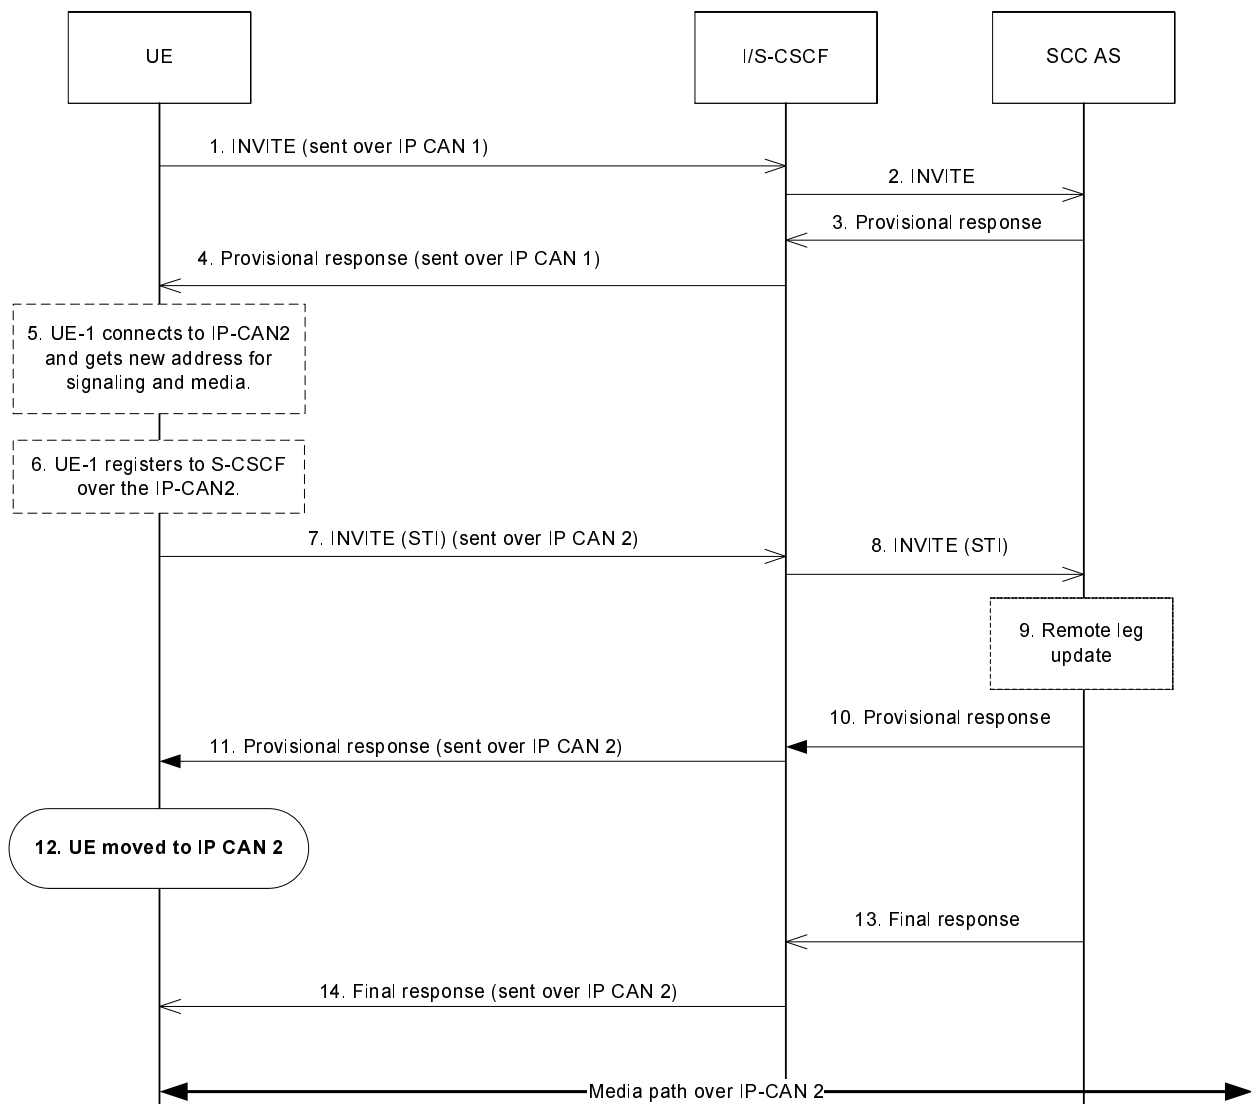 UE
I/S-CSCF
SCC AS
1. INVITE (sent over IP CAN 1)
2. INVITE
3. Provisional response
4. Provisional response (sent over IP CAN 1)
5. UE-1 connects to IP-CAN2
and gets new address for
signaling and media.
6. UE-1 registers to S-CSCF
over the IP-CAN2.
7. INVITE (STI) (sent over IP CAN 2)
8. INVITE (STI)
9. Remote leg
update
10. Provisional response
11. Provisional response (sent over IP CAN 2)
12. UE moved to IP CAN 2
13. Final response
14. Final response (sent over IP CAN 2)
Media path over IP-CAN 2